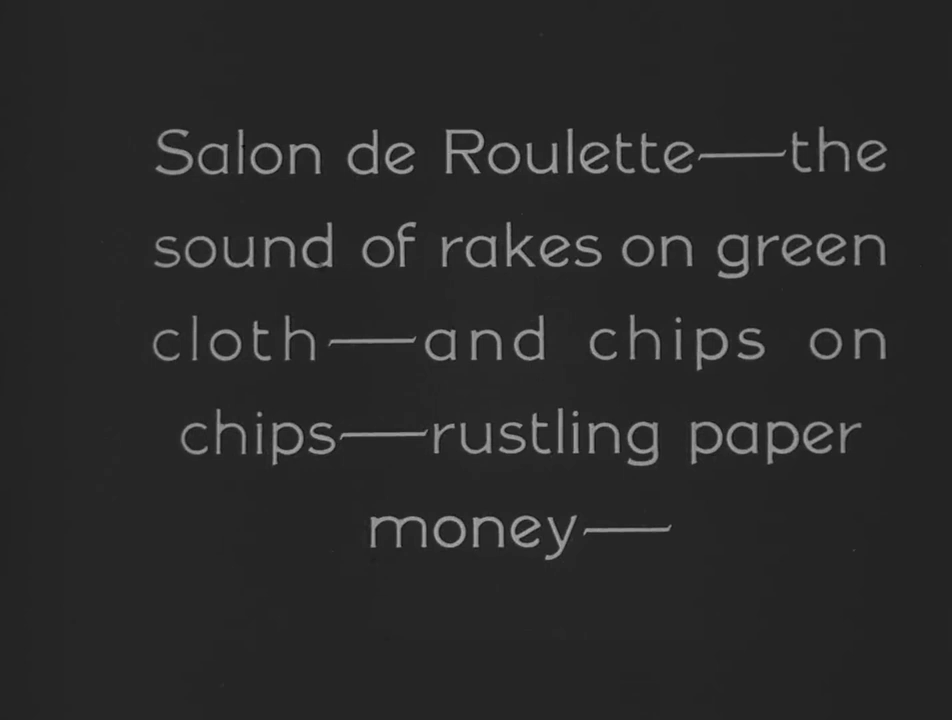 Salon de Roulette—the
sound of rakes on green
cloth—and chips on
chips—rustling paper
money—